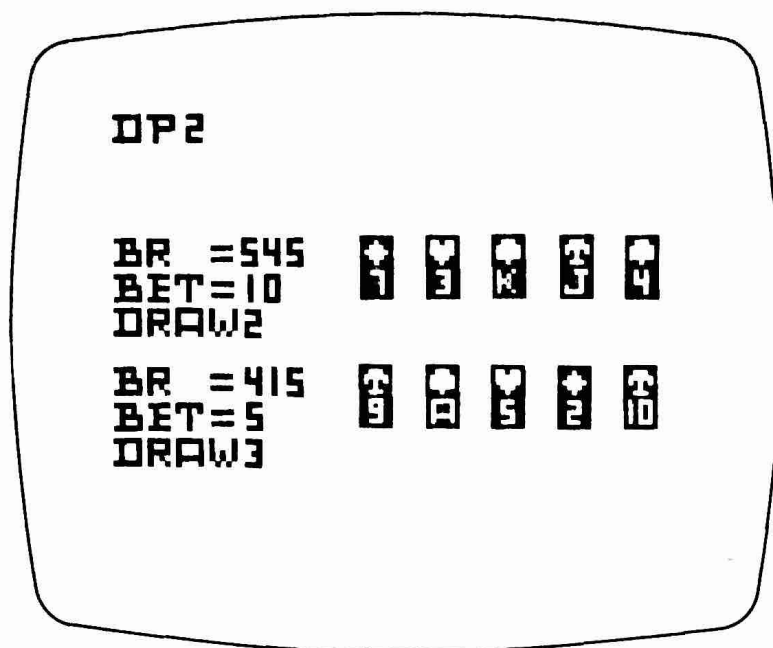 DP2
BR =545 7 3 K J 4
BET=10
DRAW2
BR =415 9 A 5 2 10
BET=5
DRAW3